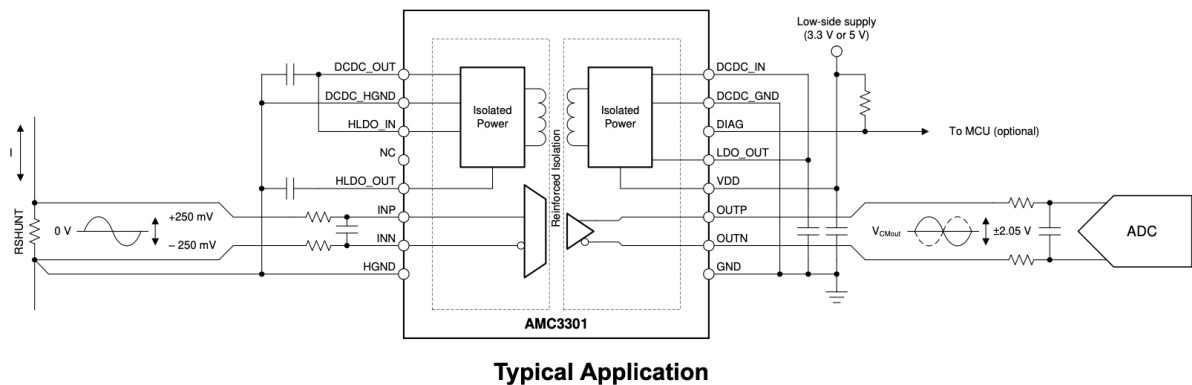 Low-side supply
(3.3 V or 5 V)
DCDC_OUT
DCDC_IN
DCDC_HGND
DCDC_GND
Isolated
Power
Isolated
Power
HLDO_IN
DIAG
To MCU (optional)
I
NC
Reinforced Isolation
LDO_OUT
HLDO_OUT
VDD
RSHUNT
0 V
+250 mV
– 250 mV
INP
OUTP
INN
OUTN
VCMout
±2.05 V
ADC
HGND
GND
AMC3301
Typical Application